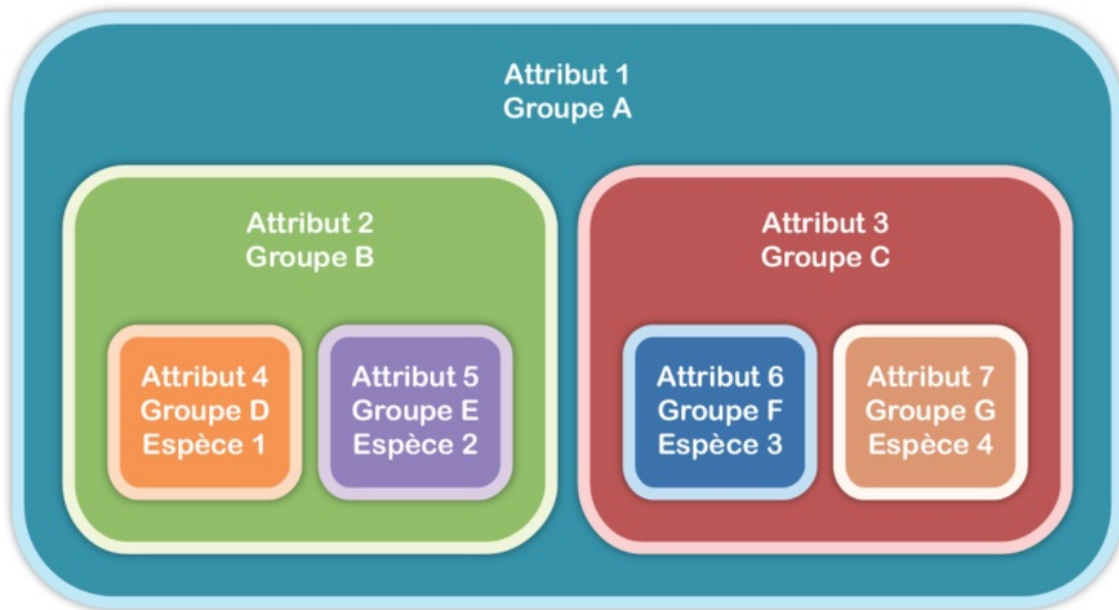 Attribut 1
Groupe A
Attribut 2
Groupe B
Attribut 3
Groupe C
Attribut 4
Groupe D
Espèce 1
Attribut 5
Groupe E
Espèce 2
Attribut 6
Groupe F
Espèce 3
Attribut 7
Groupe G
Espèce 4